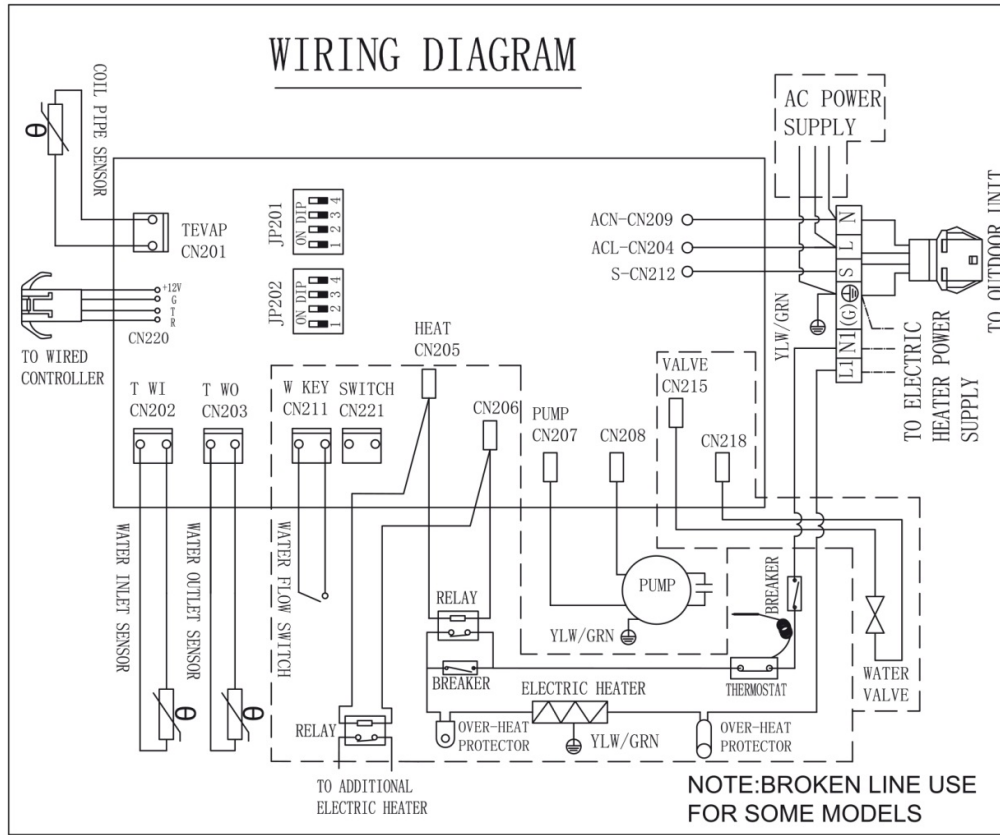 WIRING DIAGRAM
COIL PIPE SENSOR
θ
TEVAP
CN201
JP201
ON DIP
1 2 3 4
JP202
ON DIP
1 2 3 4
+12V
G
T
R
CN220
TO WIRED
CONTROLLER
AC POWER
SUPPLY
ACN-CN209
ACL-CN204
S-CN212
N
L
S
(G)
N1
L1
YLW/GRN
TO OUTDOOR UNIT
TO ELECTRIC
HEATER POWER
SUPPLY
T WI
CN202
T WO
CN203
W KEY
CN211
SWITCH
CN221
HEAT
CN205
CN206
PUMP
CN207
CN208
VALVE
CN215
CN218
WATER INLET SENSOR
θ
WATER OUTLET SENSOR
θ
WATER FLOW SWITCH
RELAY
BREAKER
PUMP
YLW/GRN
BREAKER
THERMOSTAT
WATER
VALVE
ELECTRIC HEATER
YLW/GRN
OVER-HEAT
PROTECTOR
OVER-HEAT
PROTECTOR
RELAY
TO ADDITIONAL
ELECTRIC HEATER
NOTE:BROKEN LINE USE
FOR SOME MODELS